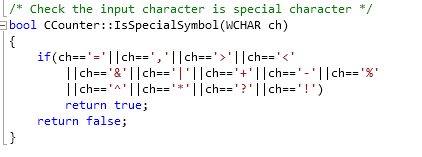 /* Check the input character is special character */
bool CCounter::IsSpecialSymbol(WCHAR ch)
{
    if(ch=='='||ch==','||ch=='>'||ch=='<'
        ||ch=='&'||ch=='|'||ch=='+'||ch=='-'||ch=='%'
        ||ch=='^'||ch=='*'||ch=='?'||ch=='!')
        return true;
    return false;
}